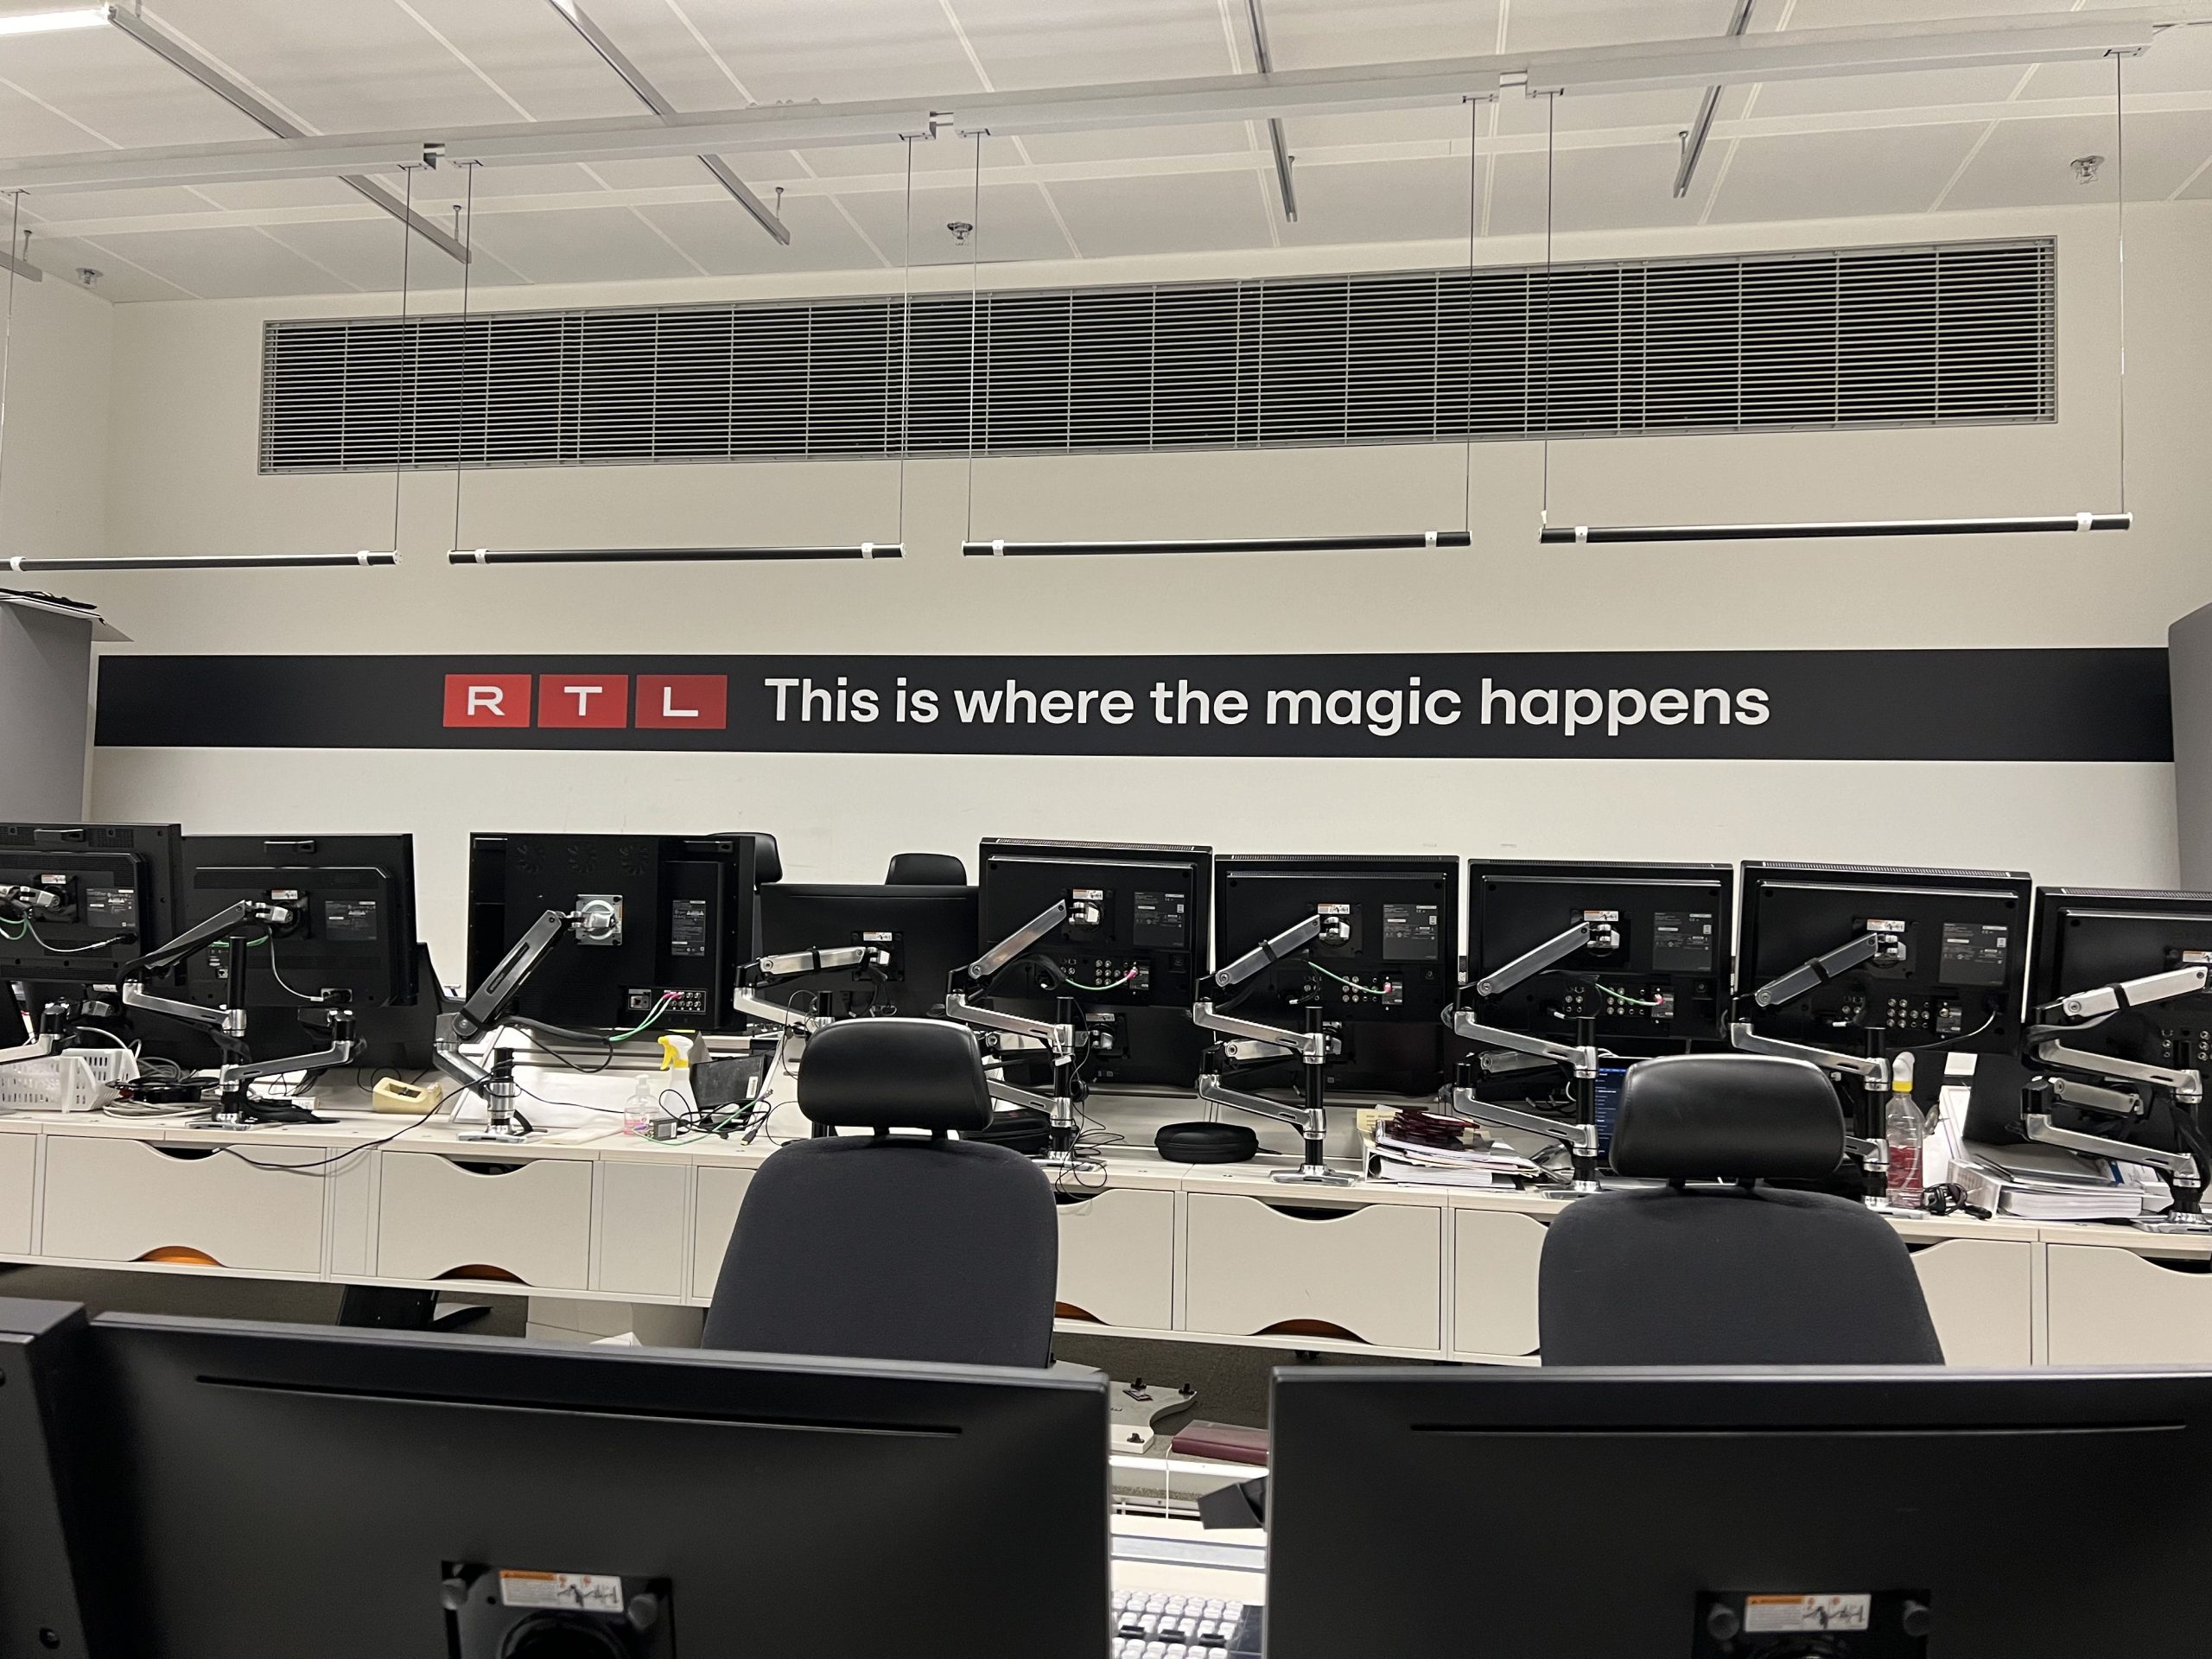 RTL This is where the magic happens